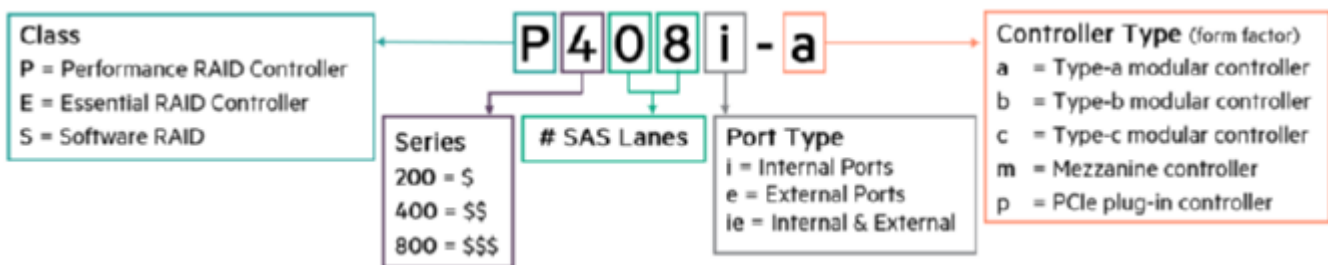 P408i-a
Class
P = Performance RAID Controller
E = Essential RAID Controller
S = Software RAID
Series
200 = $
400 = $$
800 = $$$
# SAS Lanes
Port Type
i = Internal Ports
e = External Ports
ie = Internal & External
Controller Type (form factor)
a = Type-a modular controller
b = Type-b modular controller
c = Type-c modular controller
m = Mezzanine controller
p = PCIe plug-in controller